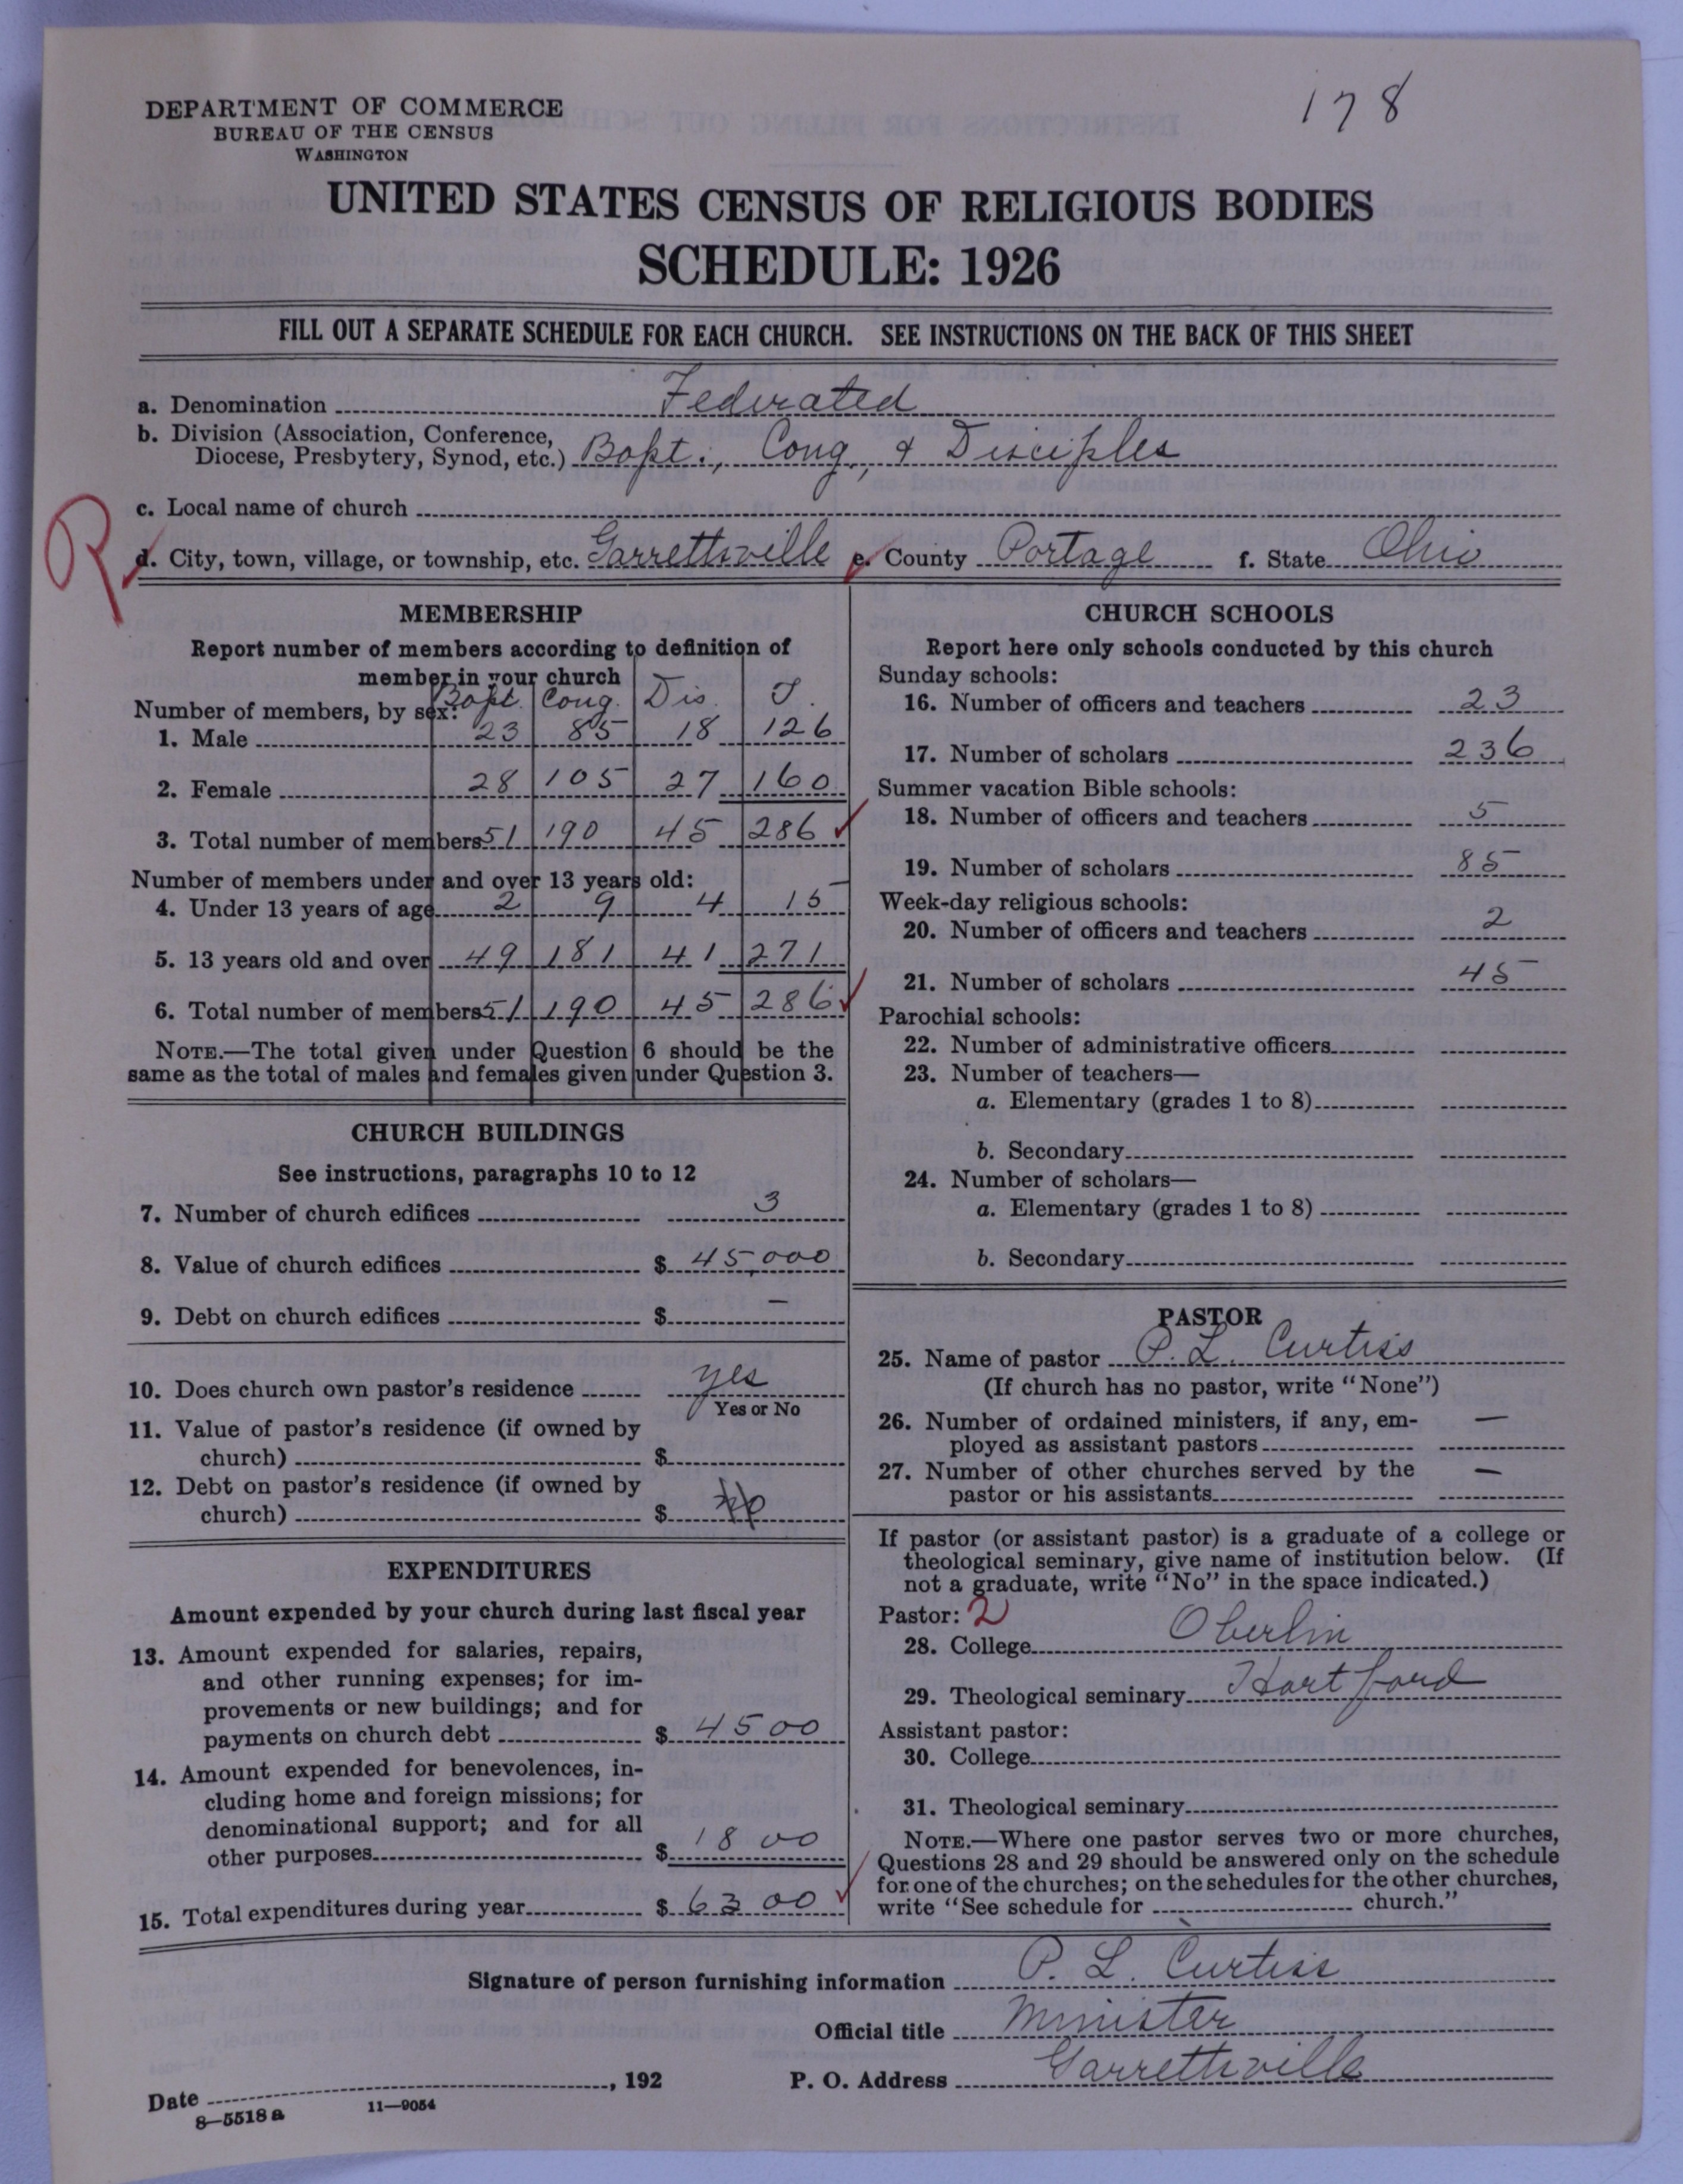 178
DEPARTMENT OF COMMERCE
BUREAU OF THE CENSUS
WASHINGTON
UNITED STATES CENSUS OF RELIGIOUS BODIES
SCHEDULE: 1926
FILL OUT A SEPARATE SCHEDULE FOR EACH CHURCH. SEE INSTRUCTIONS ON THE BACK OF THIS SHEET
a. Denomination Federated
b. Division (Association, Conference,
Diocese, Presbytery, Synod, etc.) Bapt., Cong., & Disciples
c. Local name of church
R
d. City, town, village, or township, etc. Garrettsville e. County Portage f. State Ohio
MEMBERSHIP
Report number of members according to definition of
member in your church
Number of members, by sex: Bapt. Cong. Dis. T.
1. Male 23 85 18 126
2. Female 28 105 27 160
3. Total number of members 51 190 45 286
Number of members under and over 13 years old:
4. Under 13 years of age 2 9 4 15
5. 13 years old and over 49 181 41 271
6. Total number of members 51 190 45 286
NOTE.—The total given under Question 6 should be the
same as the total of males and females given under Question 3.
CHURCH BUILDINGS
See instructions, paragraphs 10 to 12
7. Number of church edifices 3
8. Value of church edifices $ 45,000
9. Debt on church edifices $ —
10. Does church own pastor's residence yes
Yes or No
11. Value of pastor's residence (if owned by
church) $
12. Debt on pastor's residence (if owned by
church) $
EXPENDITURES
Amount expended by your church during last fiscal year
13. Amount expended for salaries, repairs,
and other running expenses; for im-
provements or new buildings; and for
payments on church debt $ 4500
14. Amount expended for benevolences, in-
cluding home and foreign missions; for
denominational support; and for all
other purposes $ 1800
15. Total expenditures during year $ 6300
CHURCH SCHOOLS
Report here only schools conducted by this church
Sunday schools:
16. Number of officers and teachers 23
17. Number of scholars 236
Summer vacation Bible schools:
18. Number of officers and teachers 5
19. Number of scholars 85
Week-day religious schools:
20. Number of officers and teachers 2
21. Number of scholars 45
Parochial schools:
22. Number of administrative officers
23. Number of teachers—
a. Elementary (grades 1 to 8)
b. Secondary
24. Number of scholars—
a. Elementary (grades 1 to 8)
b. Secondary
PASTOR
25. Name of pastor P. L. Curtiss
(If church has no pastor, write "None")
26. Number of ordained ministers, if any, em-
ployed as assistant pastors —
27. Number of other churches served by the
pastor or his assistants —
If pastor (or assistant pastor) is a graduate of a college or
theological seminary, give name of institution below. (If
not a graduate, write "No" in the space indicated.)
Pastor: 2
28. College Oberlin
29. Theological seminary Hartford
Assistant pastor:
30. College
31. Theological seminary
NOTE.—Where one pastor serves two or more churches,
Questions 28 and 29 should be answered only on the schedule
for one of the churches; on the schedules for the other churches,
write "See schedule for church."
Signature of person furnishing information P. L. Curtiss
Official title Minister
Date , 192 P. O. Address Garrettsville
8—5518 a 11—9054